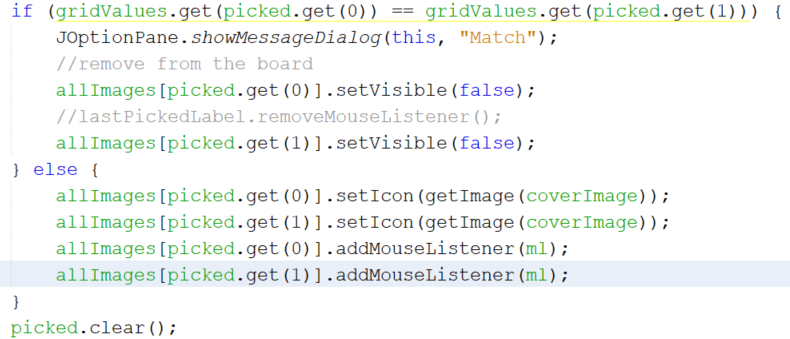 if (gridValues.get(picked.get(0)) == gridValues.get(picked.get(1))) {
    JOptionPane.showMessageDialog(this, "Match");
    //remove from the board
    allImages[picked.get(0)].setVisible(false);
    //lastPickedLabel.removeMouseListener();
    allImages[picked.get(1)].setVisible(false);
} else {
    allImages[picked.get(0)].setIcon(getImage(coverImage));
    allImages[picked.get(1)].setIcon(getImage(coverImage));
    allImages[picked.get(0)].addMouseListener(ml);
    allImages[picked.get(1)].addMouseListener(ml);
}
picked.clear();